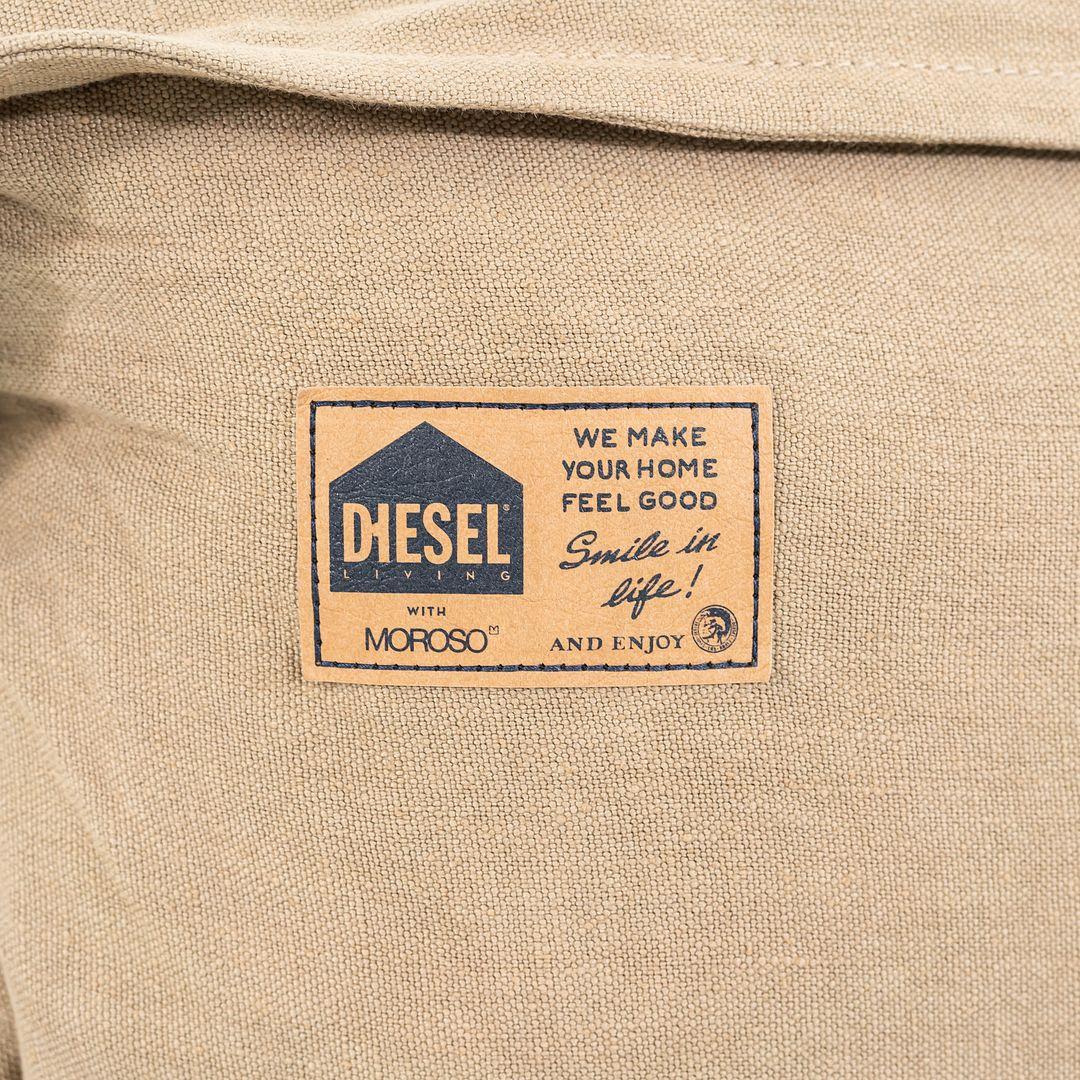 DIESEL
LIVING
WITH
MOROSO
WE MAKE
YOUR HOME
FEEL GOOD
Smile in
life!
AND ENJOY